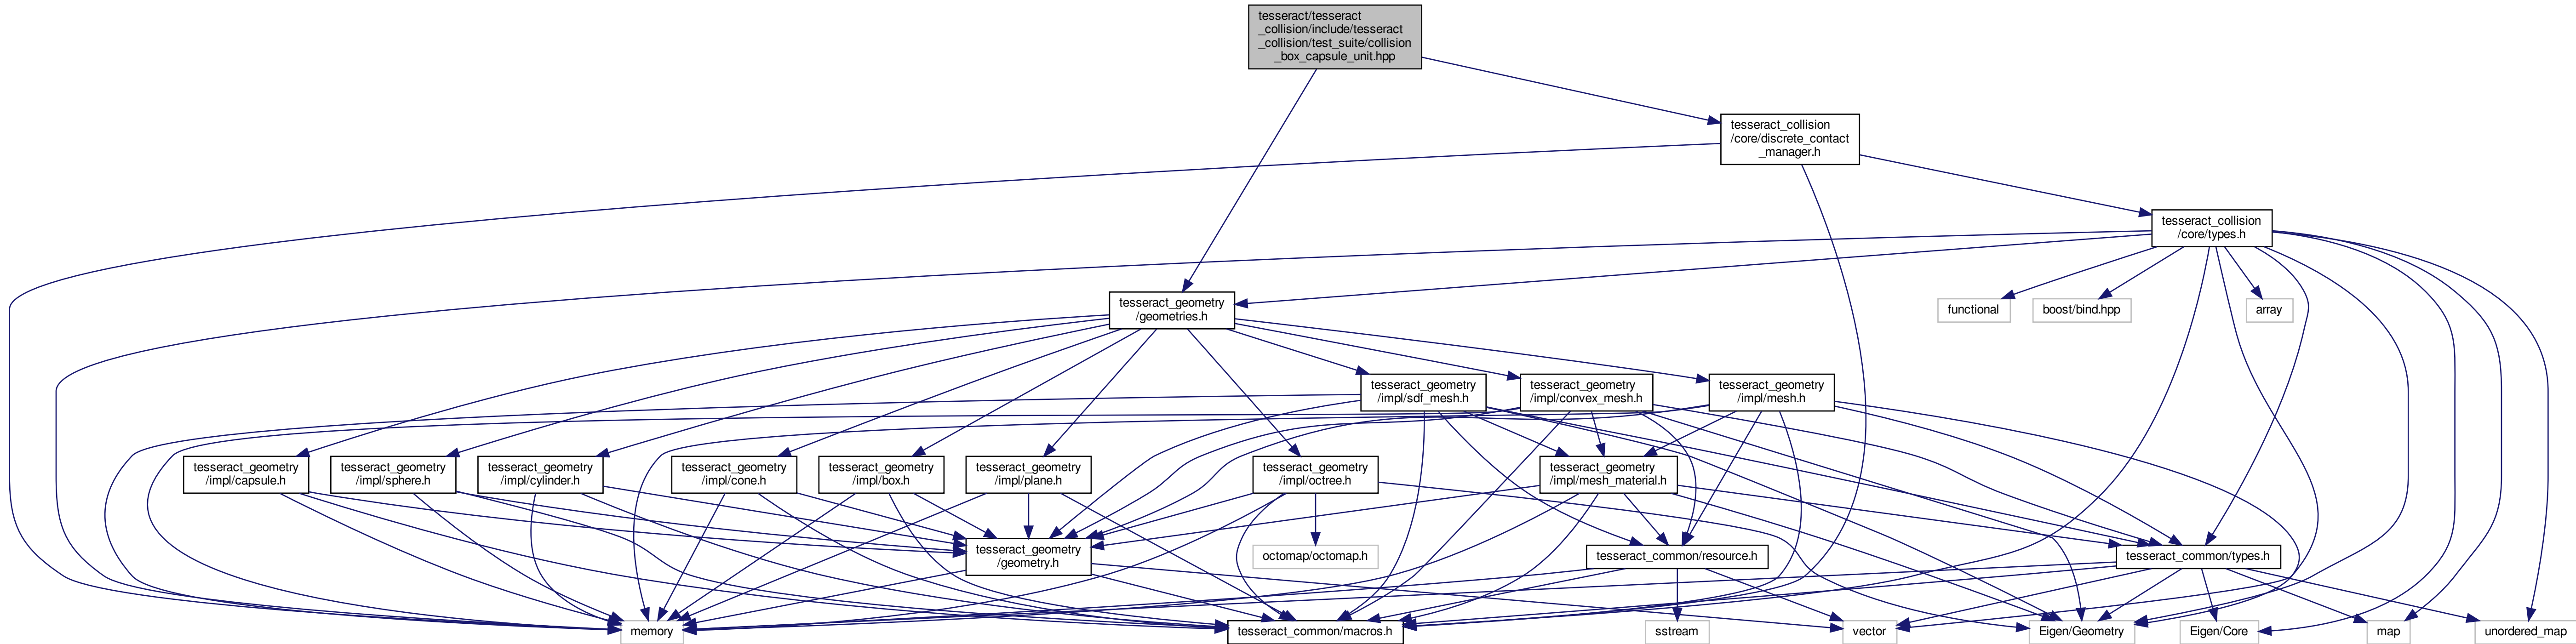 tesseract/tesseract
_collision/include/tesseract
_collision/test_suite/collision
_box_capsule_unit.hpp
tesseract_collision
/core/discrete_contact
_manager.h
tesseract_collision
/core/types.h
tesseract_geometry
/geometries.h
functional
boost/bind.hpp
array
tesseract_geometry
/impl/sdf_mesh.h
tesseract_geometry
/impl/convex_mesh.h
tesseract_geometry
/impl/mesh.h
tesseract_geometry
/impl/capsule.h
tesseract_geometry
/impl/sphere.h
tesseract_geometry
/impl/cylinder.h
tesseract_geometry
/impl/cone.h
tesseract_geometry
/impl/box.h
tesseract_geometry
/impl/plane.h
tesseract_geometry
/impl/octree.h
tesseract_geometry
/impl/mesh_material.h
tesseract_geometry
/geometry.h
octomap/octomap.h
tesseract_common/resource.h
tesseract_common/types.h
memory
tesseract_common/macros.h
sstream
vector
Eigen/Geometry
Eigen/Core
map
unordered_map